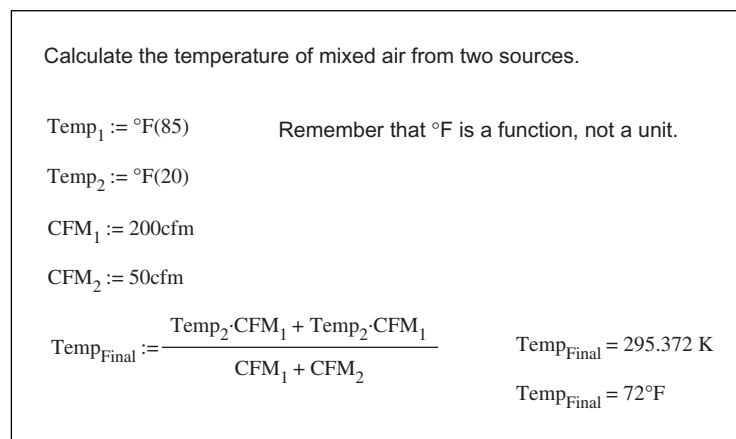 Calculate the temperature of mixed air from two sources.
Temp₁ := °F(85) Remember that °F is a function, not a unit.
Temp₂ := °F(20)
CFM₁ := 200cfm
CFM₂ := 50cfm
Temp_Final := (Temp₂·CFM₁ + Temp₂·CFM₁) / (CFM₁ + CFM₂)
Temp_Final = 295.372 K
Temp_Final = 72°F